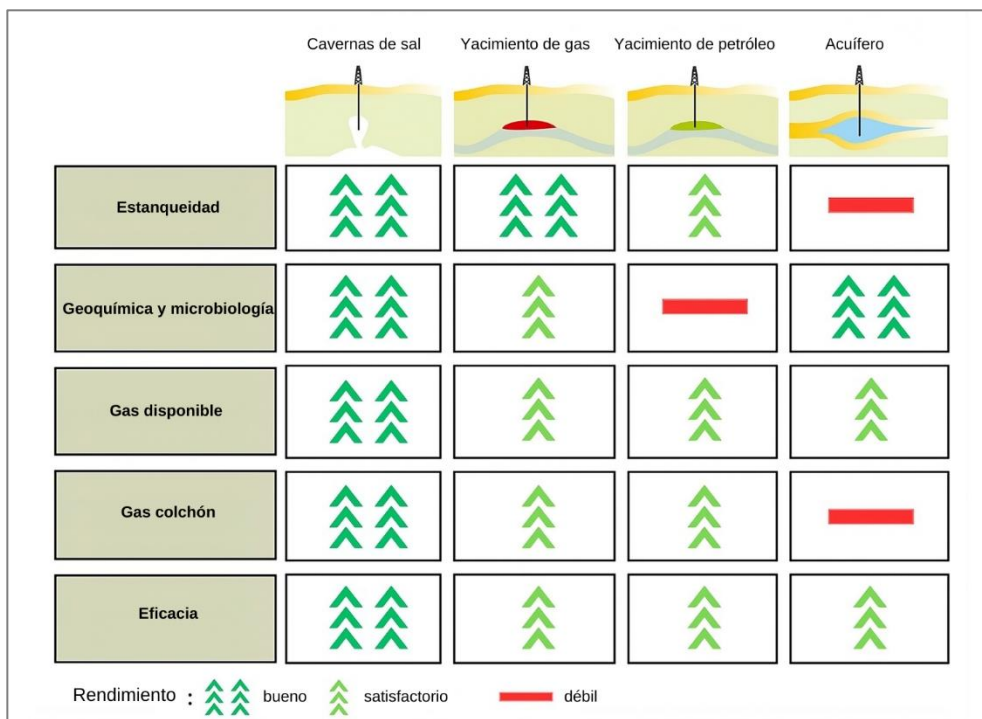 Cavernas de sal
Yacimiento de gas
Yacimiento de petróleo
Acuífero
Estanqueidad
Geoquímica y microbiología
Gas disponible
Gas colchón
Eficacia
Rendimiento : bueno satisfactorio débil